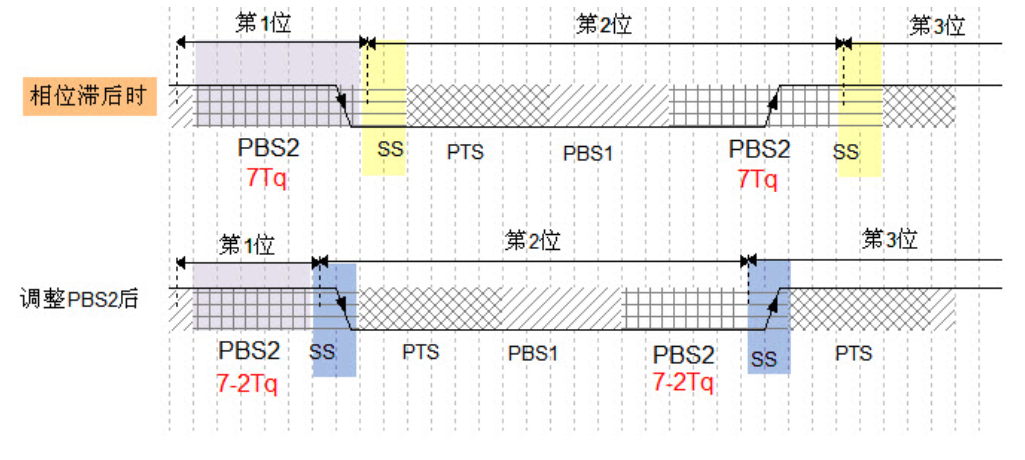 第1位 第2位 第3位
相位滞后时
PBS2 SS PTS PBS1 PBS2 SS
7Tq 7Tq
第1位 第2位 第3位
调整PBS2后
PBS2 SS PTS PBS1 PBS2 SS PTS
7-2Tq 7-2Tq